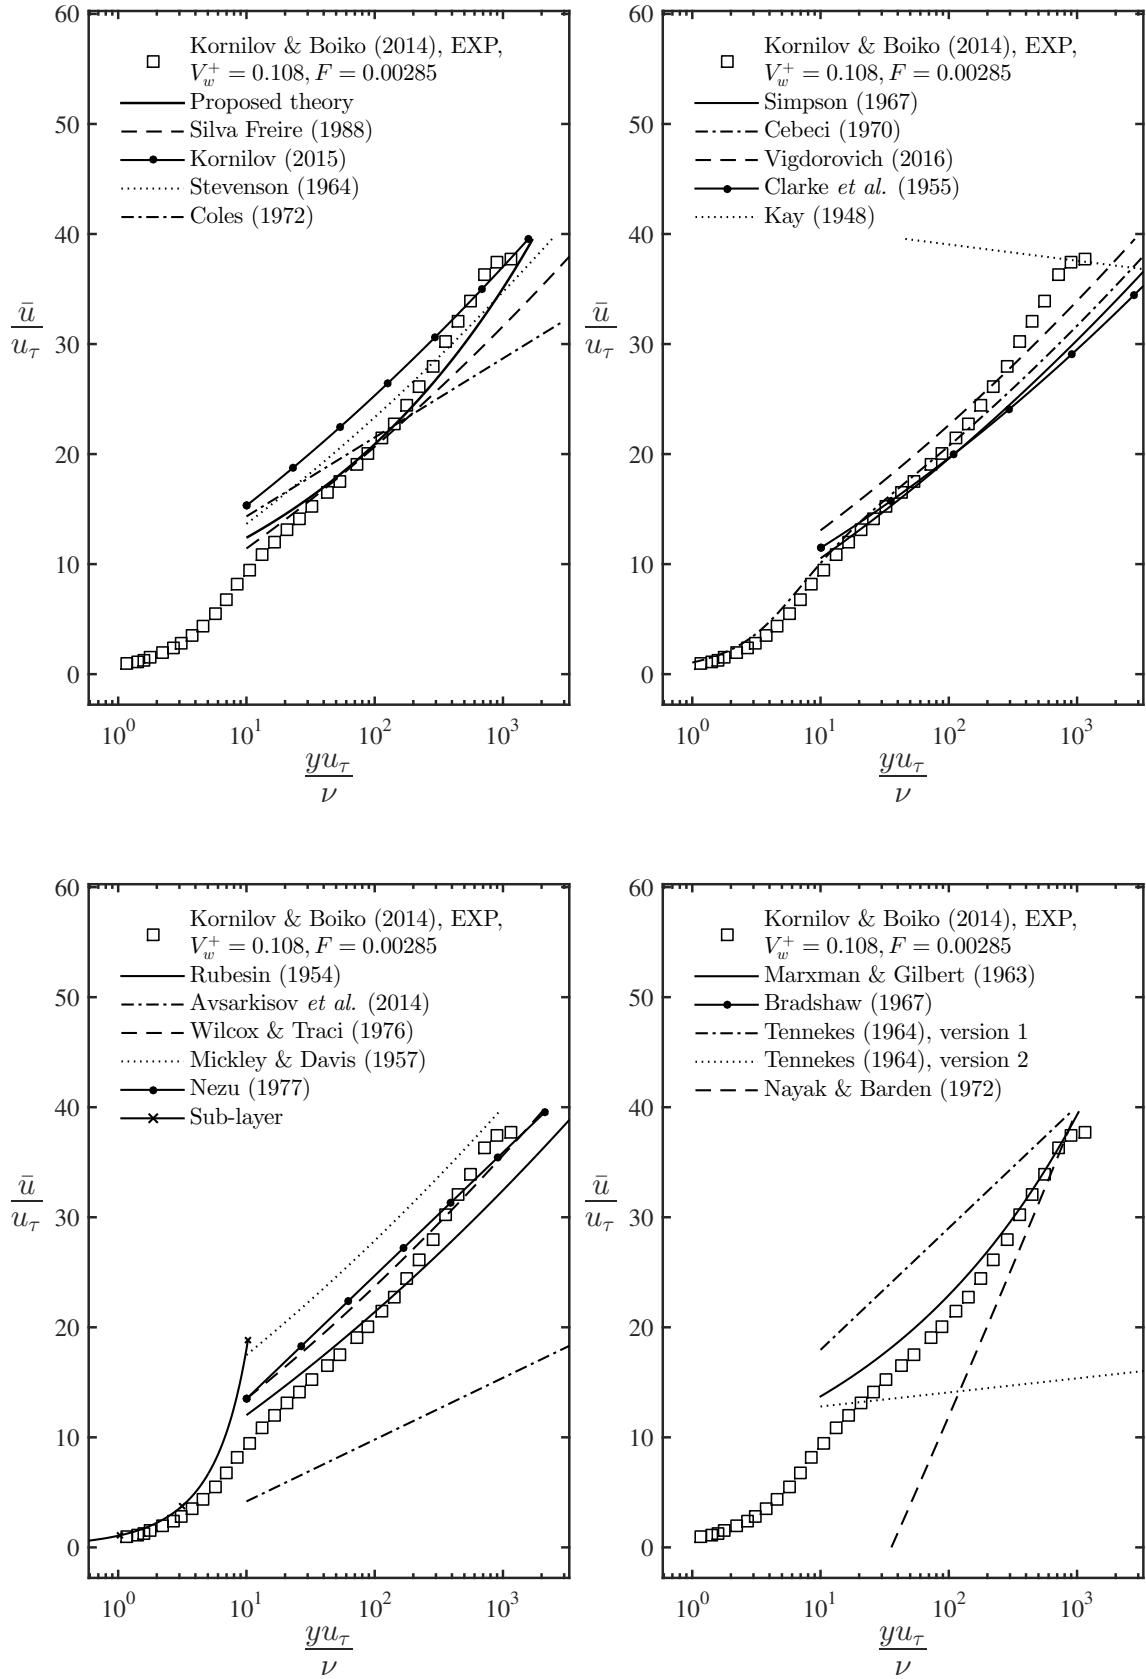 60
50
40
30
20
10
0
10^0
10^1
10^2
10^3
ū
u_τ
yu_τ
ν
Kornilov & Boiko (2014), EXP,
V_w^+ = 0.108, F = 0.00285
Proposed theory
Silva Freire (1988)
Kornilov (2015)
Stevenson (1964)
Coles (1972)
60
50
40
30
20
10
0
10^0
10^1
10^2
10^3
ū
u_τ
yu_τ
ν
Kornilov & Boiko (2014), EXP,
V_w^+ = 0.108, F = 0.00285
Simpson (1967)
Cebeci (1970)
Vigdorovich (2016)
Clarke et al. (1955)
Kay (1948)
60
50
40
30
20
10
0
10^0
10^1
10^2
10^3
ū
u_τ
yu_τ
ν
Kornilov & Boiko (2014), EXP,
V_w^+ = 0.108, F = 0.00285
Rubesin (1954)
Avsarkisov et al. (2014)
Wilcox & Traci (1976)
Mickley & Davis (1957)
Nezu (1977)
Sub-layer
60
50
40
30
20
10
0
10^0
10^1
10^2
10^3
ū
u_τ
yu_τ
ν
Kornilov & Boiko (2014), EXP,
V_w^+ = 0.108, F = 0.00285
Marxman & Gilbert (1963)
Bradshaw (1967)
Tennekes (1964), version 1
Tennekes (1964), version 2
Nayak & Barden (1972)